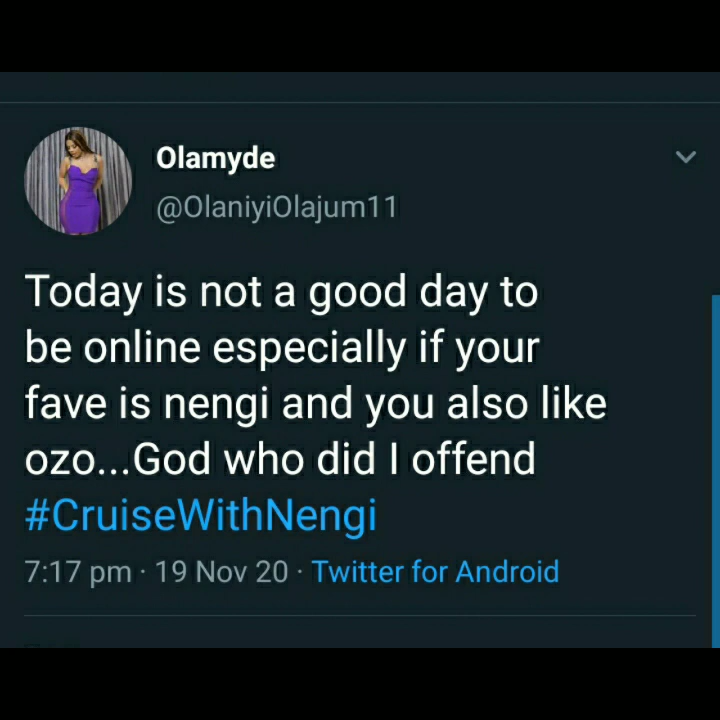 Olamyde
@OlaniyiOlajum11
Today is not a good day to
be online especially if your
fave is nengi and you also like
ozo...God who did I offend
#CruiseWithNengi
7:17 pm · 19 Nov 20 · Twitter for Android